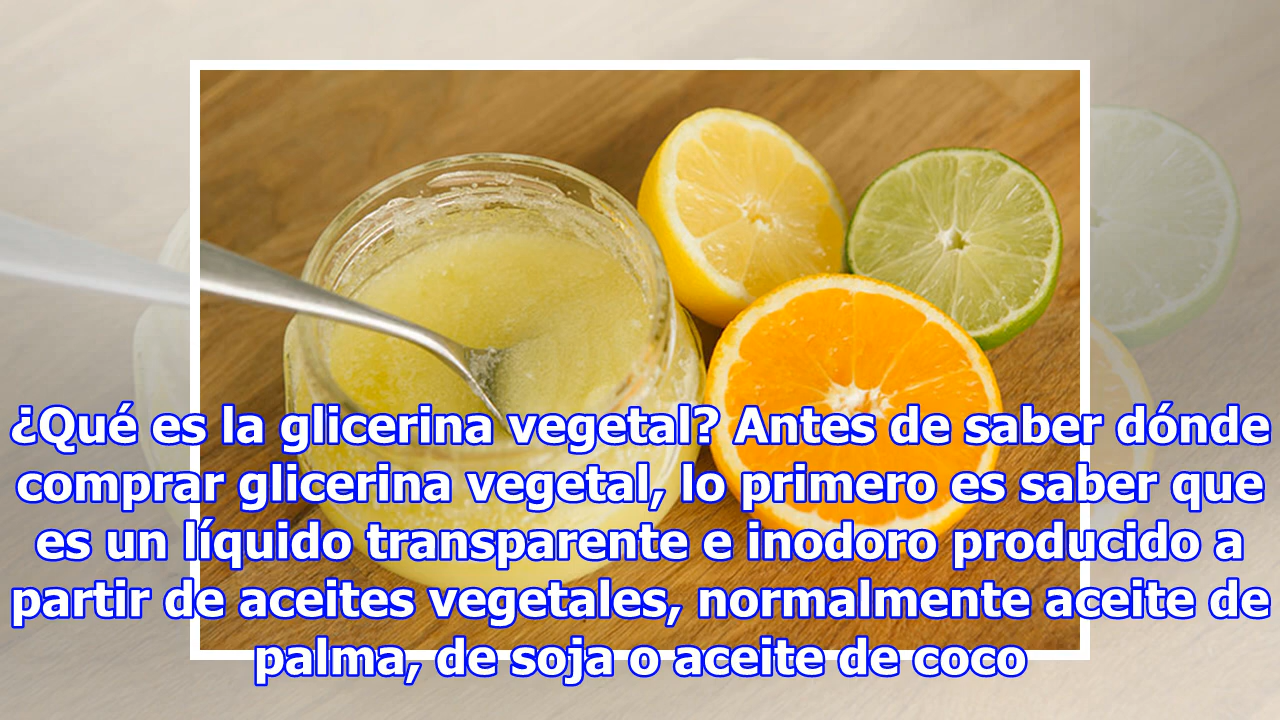 ¿Qué es la glicerina vegetal? Antes de saber dónde
comprar glicerina vegetal, lo primero es saber que
es un líquido transparente e inodoro producido a
partir de aceites vegetales, normalmente aceite de
palma, de soja o aceite de coco